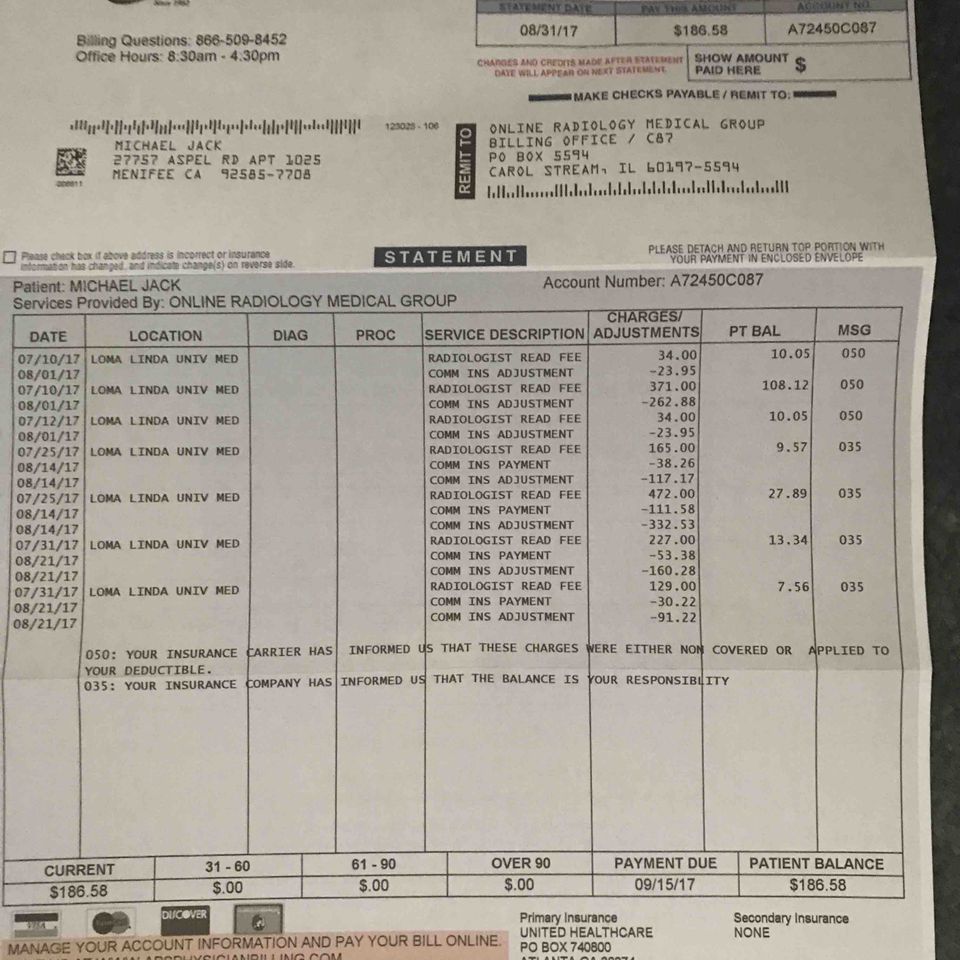 Since 1982
Billing Questions: 866-509-8452
Office Hours: 8:30am - 4:30pm
STATEMENT DATE PAY THIS AMOUNT ACCOUNT NO.
08/31/17 $186.58 A72450C087
CHARGES AND CREDITS MADE AFTER STATEMENT
DATE WILL APPEAR ON NEXT STATEMENT.
SHOW AMOUNT
PAID HERE $
MAKE CHECKS PAYABLE / REMIT TO:
123025 - 106
MICHAEL JACK
27757 ASPEL RD APT 1025
MENIFEE CA 92585-7708
REMIT TO
ONLINE RADIOLOGY MEDICAL GROUP
BILLING OFFICE / C87
PO BOX 5594
CAROL STREAM, IL 60197-5594
Please check box if above address is incorrect or insurance
information has changed, and indicate change(s) on reverse side.
STATEMENT
PLEASE DETACH AND RETURN TOP PORTION WITH
YOUR PAYMENT IN ENCLOSED ENVELOPE
Patient: MICHAEL JACK Account Number: A72450C087
Services Provided By: ONLINE RADIOLOGY MEDICAL GROUP
DATE LOCATION DIAG PROC SERVICE DESCRIPTION CHARGES/ ADJUSTMENTS PT BAL MSG
07/10/17 LOMA LINDA UNIV MED RADIOLOGIST READ FEE 34.00 10.05 050
08/01/17 COMM INS ADJUSTMENT -23.95
07/10/17 LOMA LINDA UNIV MED RADIOLOGIST READ FEE 371.00 108.12 050
08/01/17 COMM INS ADJUSTMENT -262.88
07/12/17 LOMA LINDA UNIV MED RADIOLOGIST READ FEE 34.00 10.05 050
08/01/17 COMM INS ADJUSTMENT -23.95
07/25/17 LOMA LINDA UNIV MED RADIOLOGIST READ FEE 165.00 9.57 035
08/14/17 COMM INS PAYMENT -38.26
08/14/17 COMM INS ADJUSTMENT -117.17
07/25/17 LOMA LINDA UNIV MED RADIOLOGIST READ FEE 472.00 27.89 035
08/14/17 COMM INS PAYMENT -111.58
08/14/17 COMM INS ADJUSTMENT -332.53
07/31/17 LOMA LINDA UNIV MED RADIOLOGIST READ FEE 227.00 13.34 035
08/21/17 COMM INS PAYMENT -53.38
08/21/17 COMM INS ADJUSTMENT -160.28
07/31/17 LOMA LINDA UNIV MED RADIOLOGIST READ FEE 129.00 7.56 035
08/21/17 COMM INS PAYMENT -30.22
08/21/17 COMM INS ADJUSTMENT -91.22
050: YOUR INSURANCE CARRIER HAS INFORMED US THAT THESE CHARGES WERE EITHER NON COVERED OR APPLIED TO
YOUR DEDUCTIBLE.
035: YOUR INSURANCE COMPANY HAS INFORMED US THAT THE BALANCE IS YOUR RESPONSIBLITY
CURRENT 31 - 60 61 - 90 OVER 90 PAYMENT DUE PATIENT BALANCE
$186.58 $.00 $.00 $.00 09/15/17 $186.58
VISA DISCOVER
MANAGE YOUR ACCOUNT INFORMATION AND PAY YOUR BILL ONLINE.
Primary Insurance
UNITED HEALTHCARE
PO BOX 740800
Secondary Insurance
NONE